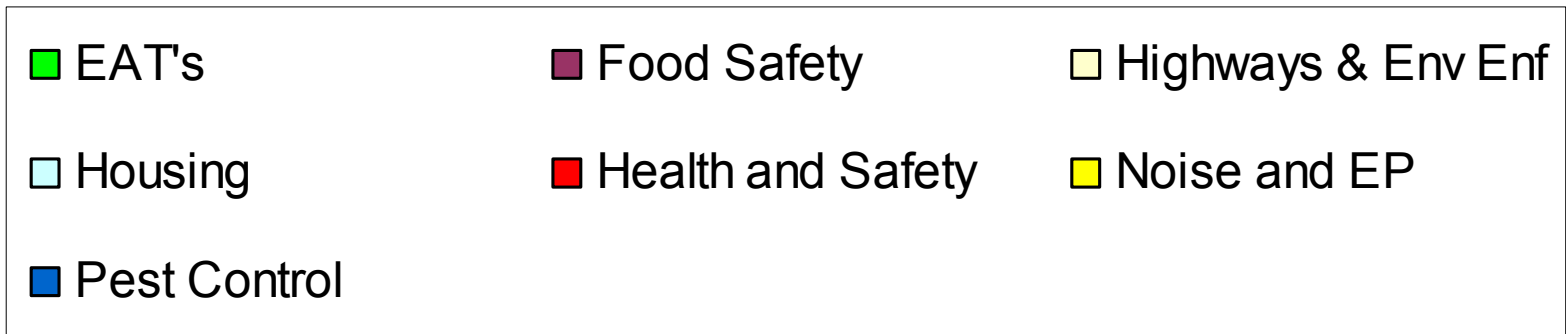 EAT's Food Safety Highways & Env Enf
Housing Health and Safety Noise and EP
Pest Control